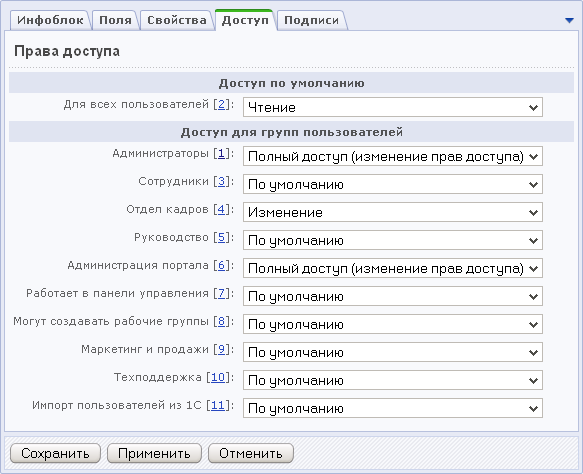 Инфоблок Поля Свойства Доступ Подписи
Права доступа
Доступ по умолчанию
Для всех пользователей [2]: Чтение
Доступ для групп пользователей
Администраторы [1]: Полный доступ (изменение прав доступа)
Сотрудники [3]: По умолчанию
Отдел кадров [4]: Изменение
Руководство [5]: По умолчанию
Администрация портала [6]: Полный доступ (изменение прав доступа)
Работает в панели управления [7]: По умолчанию
Могут создавать рабочие группы [8]: По умолчанию
Маркетинг и продажи [9]: По умолчанию
Техподдержка [10]: По умолчанию
Импорт пользователей из 1С [11]: По умолчанию
Сохранить Применить Отменить